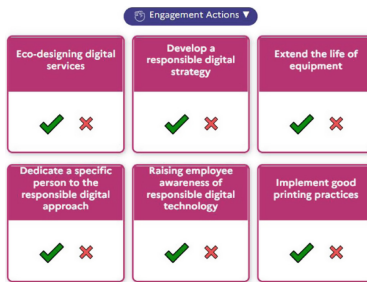 Engagement Actions ▼
Eco-designing digital
services
Develop a
responsible digital
strategy
Extend the life of
equipment
Dedicate a specific
person to the
responsible digital
approach
Raising employee
awareness of
responsible digital
technology
Implement good
printing practices